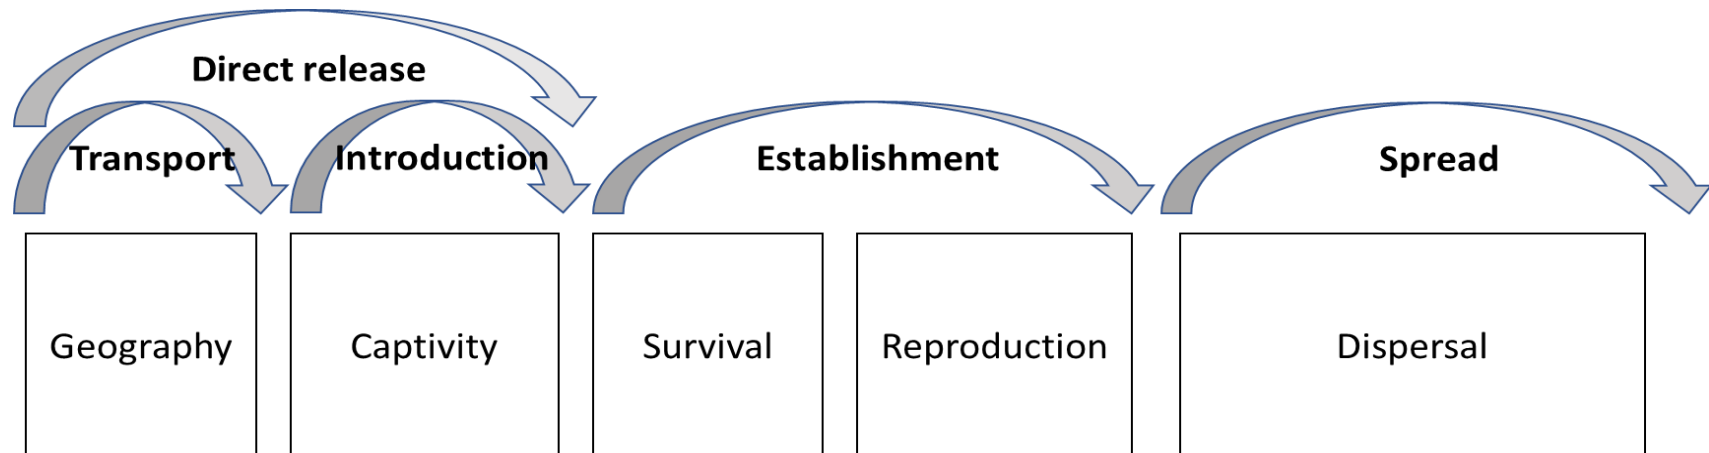 Direct release
Transport Introduction Establishment Spread
Geography Captivity Survival Reproduction Dispersal